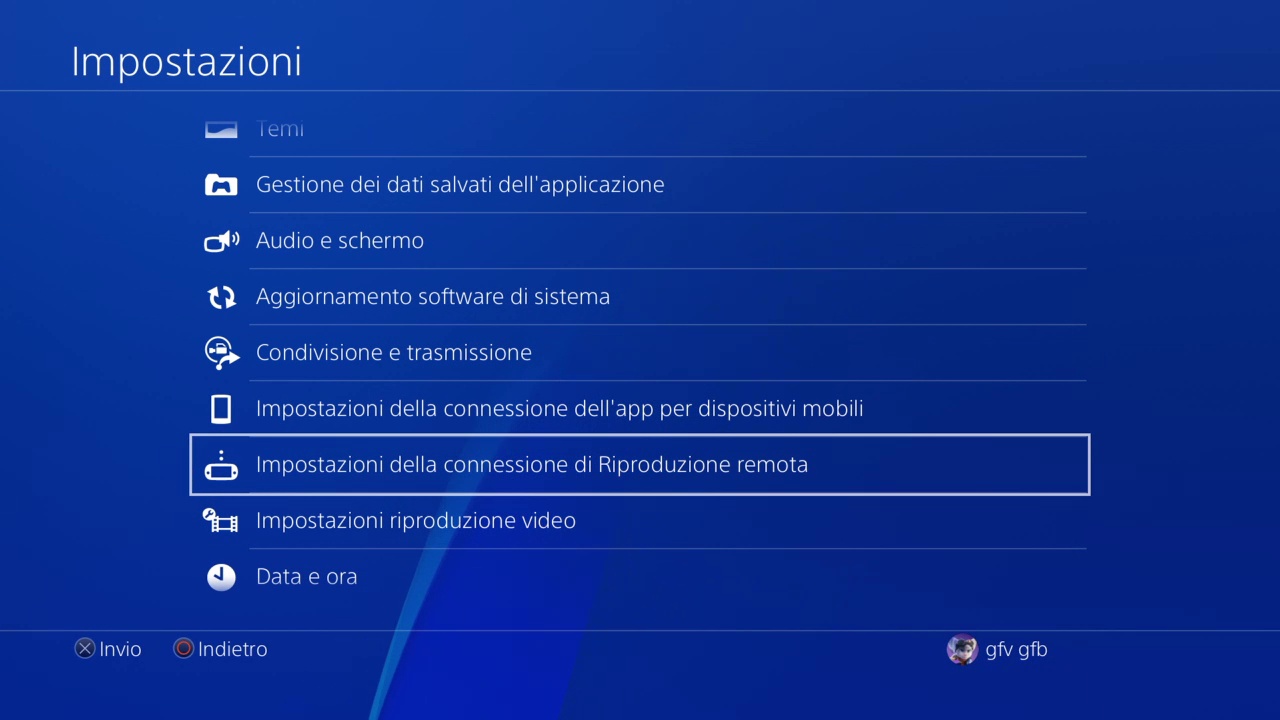 Impostazioni
Temi
Gestione dei dati salvati dell'applicazione
Audio e schermo
Aggiornamento software di sistema
Condivisione e trasmissione
Impostazioni della connessione dell'app per dispositivi mobili
Impostazioni della connessione di Riproduzione remota
Impostazioni riproduzione video
Data e ora
Invio Indietro gfv gfb